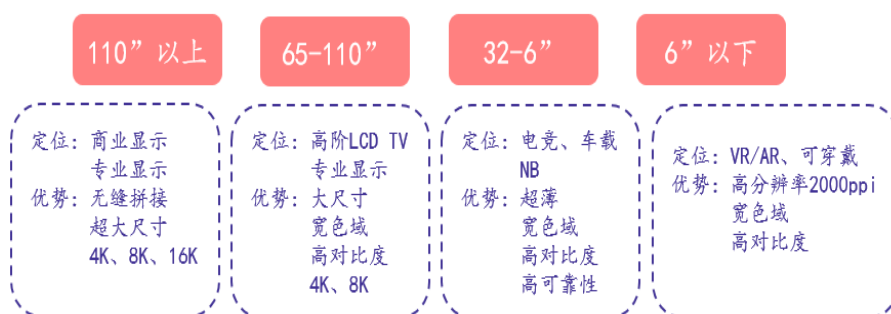 110”以上
65-110”
32-6”
6”以下
定位：商业显示
专业显示
优势：无缝拼接
超大尺寸
4K、8K、16K
定位：高阶LCD TV
专业显示
优势：大尺寸
宽色域
高对比度
4K、8K
定位：电竞、车载
NB
优势：超薄
宽色域
高对比度
高可靠性
定位：VR/AR、可穿戴
优势：高分辨率2000ppi
宽色域
高对比度